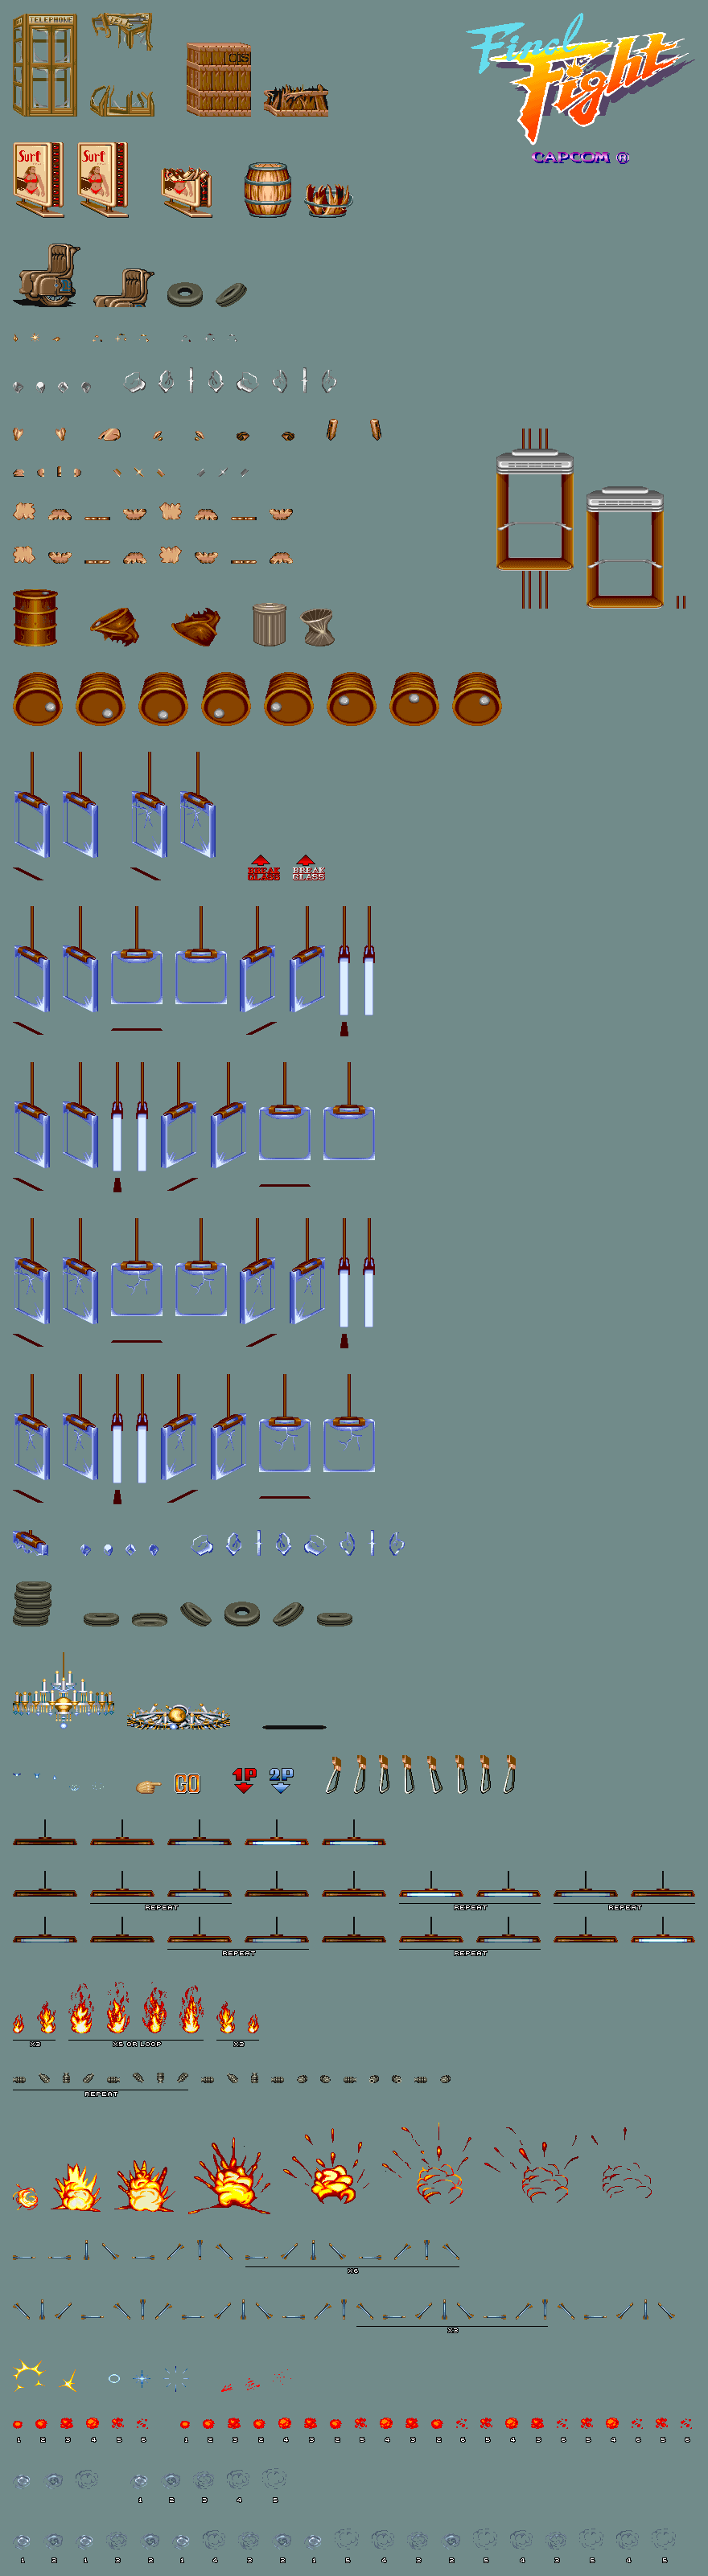 TELEPHONE
Final
Fight
CAPCOM ®
Surf
Surf
BREAK
GLASS
BREAK
GLASS
GO
1P
2P
REPEAT
REPEAT
REPEAT
REPEAT
REPEAT
X3
X5 OR LOOP
X3
REPEAT
X6
X3
1 2 3 4 5 6
1 2 3 2 4 3 2 5 4 3 2 6 5 4 3 6 5 4 6 5 6
1 2 3 4 5
1 2 1 3 2 1 4 3 2 1 5 4 3 2 5 4 3 5 4 5